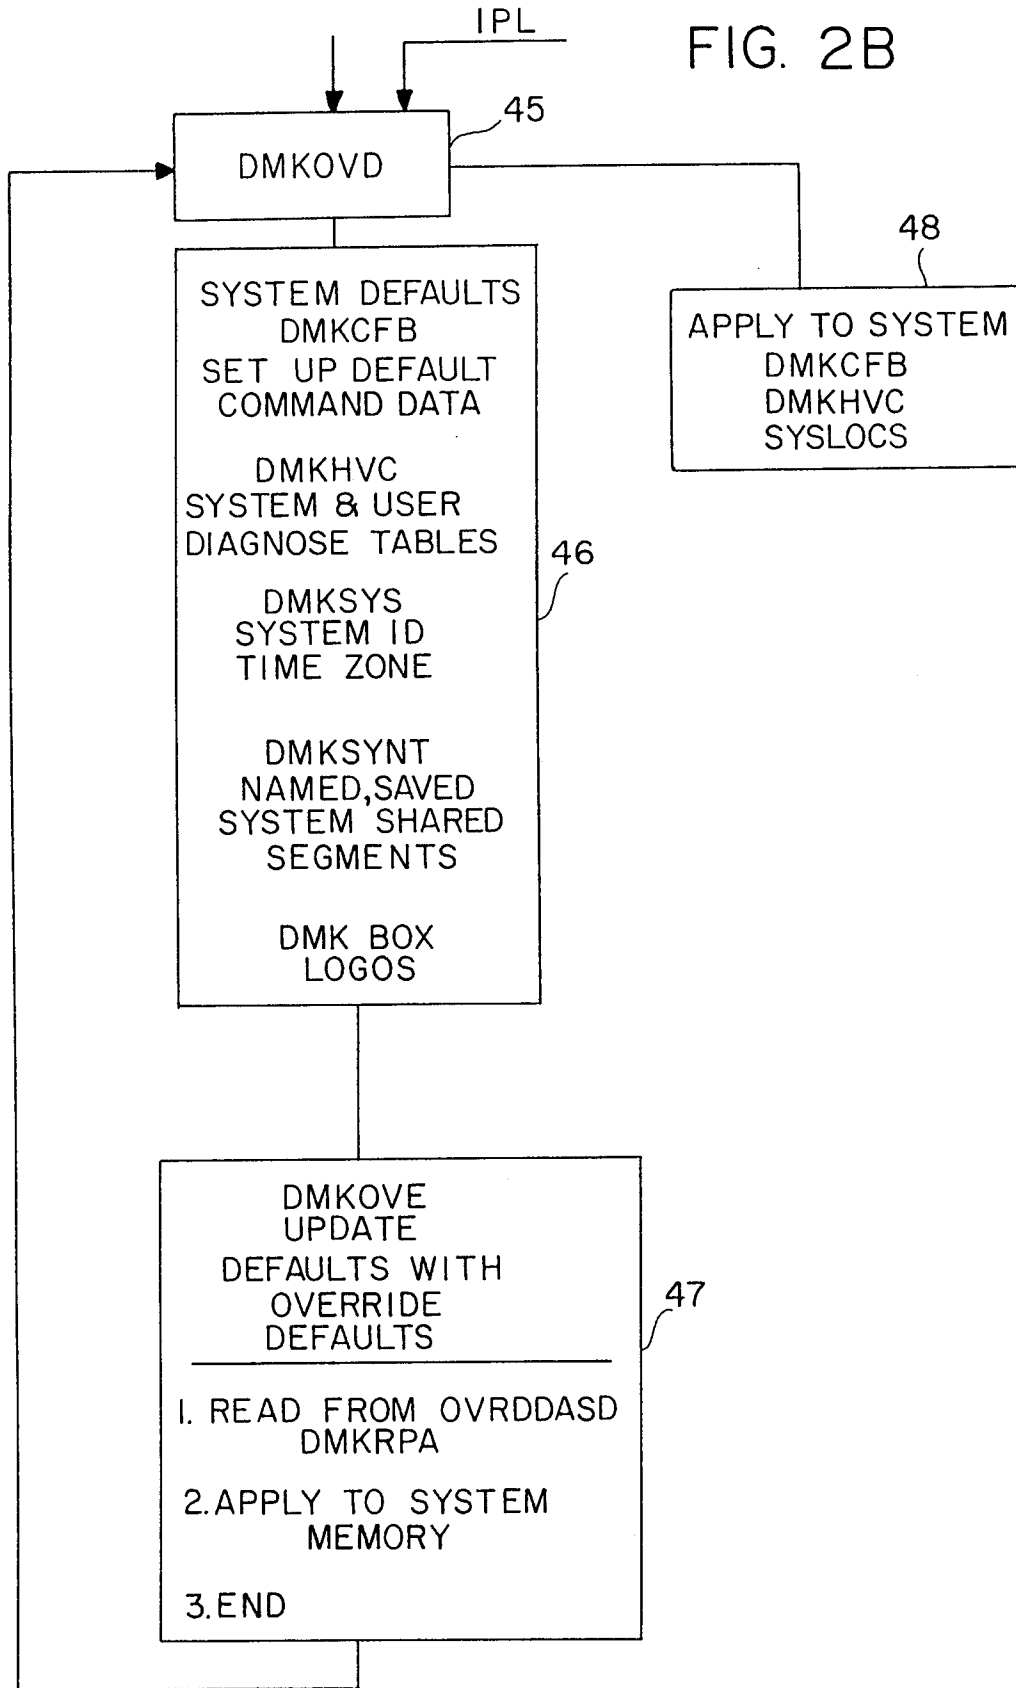 IPL
FIG. 2B
45
DMKOVD
48
APPLY TO SYSTEM
DMKCFB
DMKHVC
SYSLOCS
SYSTEM DEFAULTS
DMKCFB
SET UP DEFAULT
COMMAND DATA
DMKHVC
SYSTEM & USER
DIAGNOSE TABLES
46
DMKSYS
SYSTEM ID
TIME ZONE
DMKSYNT
NAMED,SAVED
SYSTEM SHARED
SEGMENTS
DMK BOX
LOGOS
DMKOVE
UPDATE
DEFAULTS WITH
OVERRIDE
DEFAULTS
47
1. READ FROM OVRDDASD
DMKRPA
2. APPLY TO SYSTEM
MEMORY
3. END